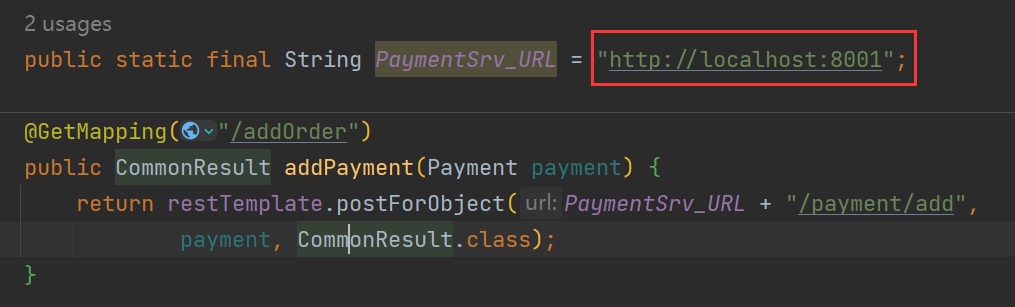 2 usages
public static final String PaymentSrv_URL = "http://localhost:8001";
@GetMapping("/addOrder")
public CommonResult addPayment(Payment payment) {
return restTemplate.postForObject( url: PaymentSrv_URL + "/payment/add",
payment, CommonResult.class);
}